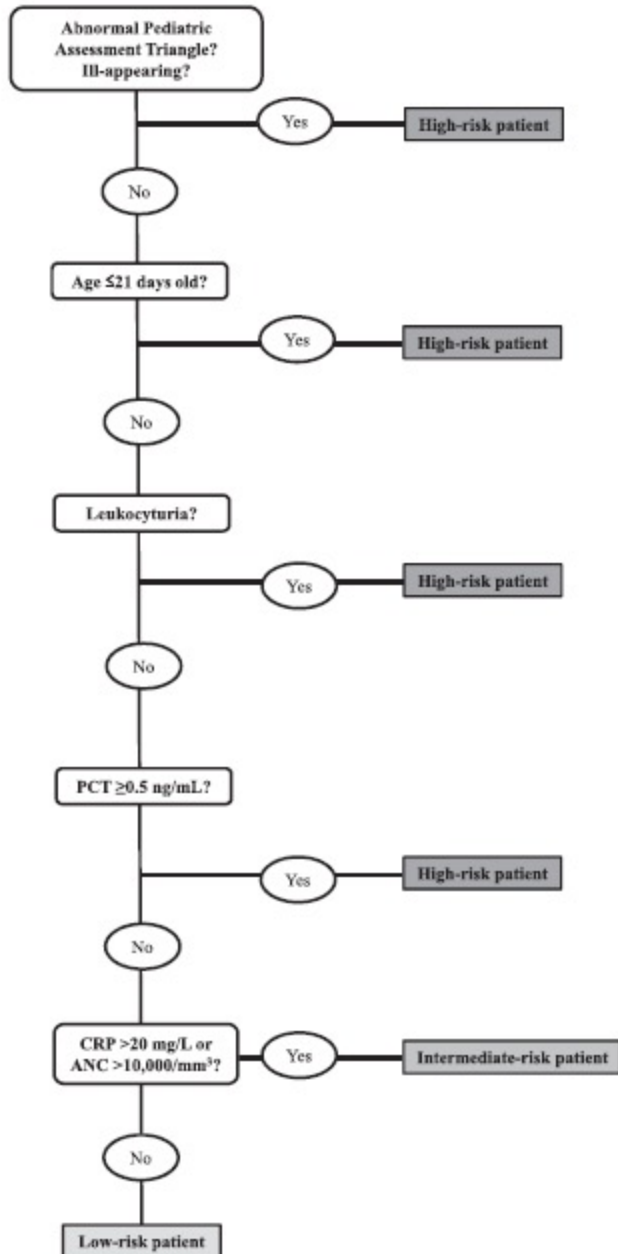 Abnormal Pediatric
Assessment Triangle?
Ill-appearing?
Yes
High-risk patient
No
Age ≤21 days old?
Yes
High-risk patient
No
Leukocyturia?
Yes
High-risk patient
No
PCT ≥0.5 ng/mL?
Yes
High-risk patient
No
CRP >20 mg/L or
ANC >10,000/mm³?
Yes
Intermediate-risk patient
No
Low-risk patient